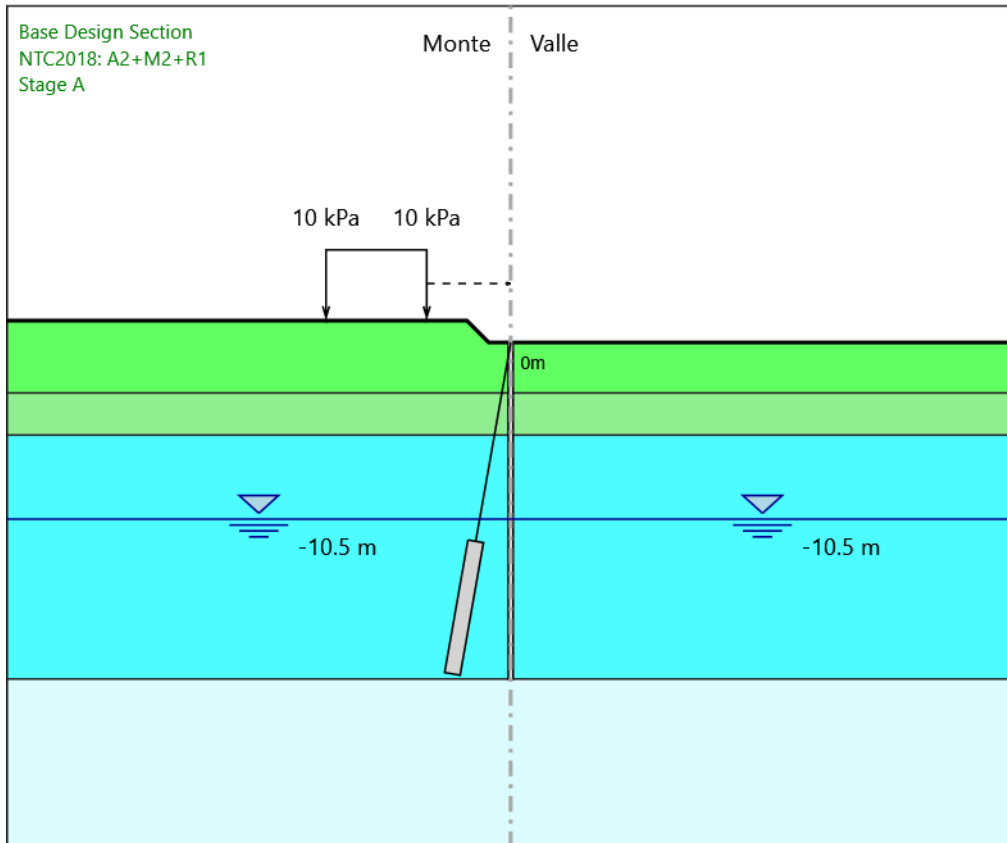 Base Design Section
NTC2018: A2+M2+R1
Stage A
Monte Valle
10 kPa 10 kPa
0m
-10.5 m -10.5 m